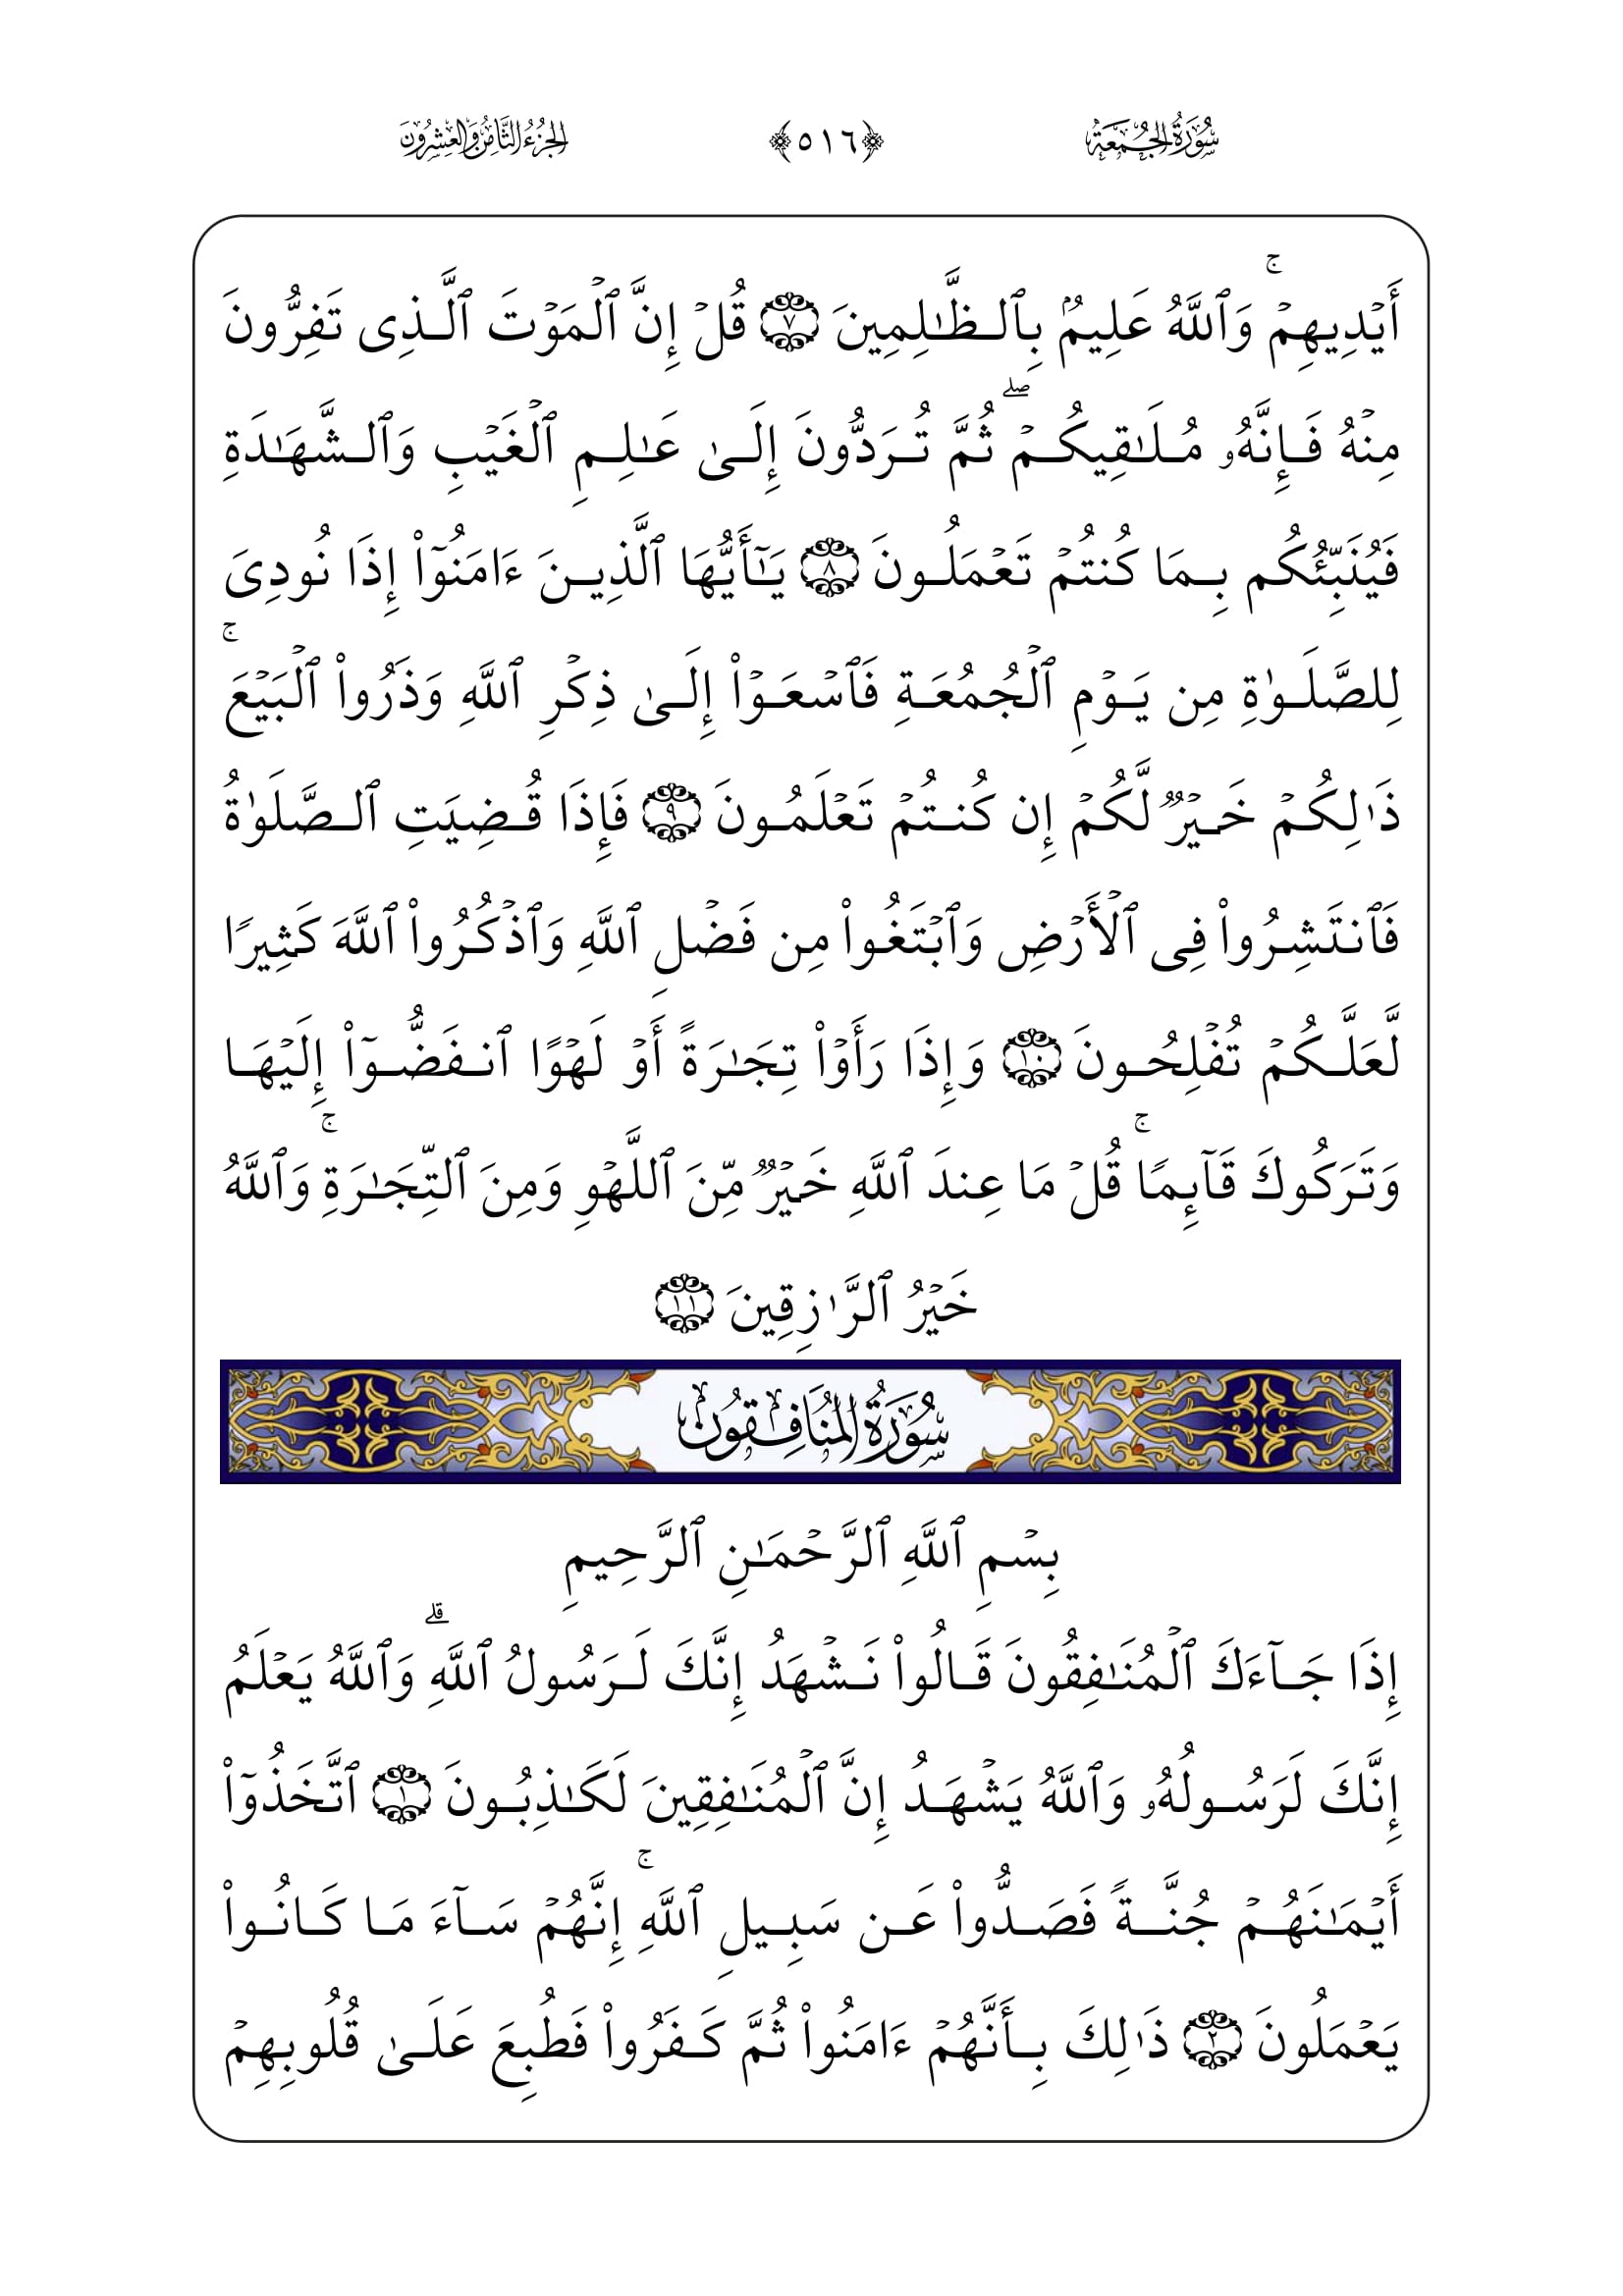 سُورَةُ الجُمُعَةِ ﴿٥١٦﴾ الجُزْءُ الثَّامِنُ وَالعِشْرُونَ
أَيۡدِيهِمۡۚ وَٱللَّهُ عَلِيمُۢ بِٱلظَّٰلِمِينَ ٧ قُلۡ إِنَّ ٱلۡمَوۡتَ ٱلَّذِى تَفِرُّونَ
مِنۡهُ فَإِنَّهُۥ مُلَٰقِيكُمۡۖ ثُمَّ تُرَدُّونَ إِلَىٰ عَٰلِمِ ٱلۡغَيۡبِ وَٱلشَّهَٰدَةِ
فَيُنَبِّئُكُم بِمَا كُنتُمۡ تَعۡمَلُونَ ٨ يَٰٓأَيُّهَا ٱلَّذِينَ ءَامَنُوٓاْ إِذَا نُودِىَ
لِلصَّلَوٰةِ مِن يَوۡمِ ٱلۡجُمُعَةِ فَٱسۡعَوۡاْ إِلَىٰ ذِكۡرِ ٱللَّهِ وَذَرُواْ ٱلۡبَيۡعَۚ
ذَٰلِكُمۡ خَيۡرٞ لَّكُمۡ إِن كُنتُمۡ تَعۡلَمُونَ ٩ فَإِذَا قُضِيَتِ ٱلصَّلَوٰةُ
فَٱنتَشِرُواْ فِى ٱلۡأَرۡضِ وَٱبۡتَغُواْ مِن فَضۡلِ ٱللَّهِ وَٱذۡكُرُواْ ٱللَّهَ كَثِيرًا
لَّعَلَّكُمۡ تُفۡلِحُونَ ١٠ وَإِذَا رَأَوۡاْ تِجَٰرَةً أَوۡ لَهۡوًا ٱنفَضُّوٓاْ إِلَيۡهَا
وَتَرَكُوكَ قَآئِمًاۚ قُلۡ مَا عِندَ ٱللَّهِ خَيۡرٞ مِّنَ ٱللَّهۡوِ وَمِنَ ٱلتِّجَٰرَةِۚ وَٱللَّهُ
خَيۡرُ ٱلرَّٰزِقِينَ ١١
سُورَةُ المُنَافِقُونَ
بِسۡمِ ٱللَّهِ ٱلرَّحۡمَٰنِ ٱلرَّحِيمِ
إِذَا جَآءَكَ ٱلۡمُنَٰفِقُونَ قَالُواْ نَشۡهَدُ إِنَّكَ لَرَسُولُ ٱللَّهِۗ وَٱللَّهُ يَعۡلَمُ
إِنَّكَ لَرَسُولُهُۥ وَٱللَّهُ يَشۡهَدُ إِنَّ ٱلۡمُنَٰفِقِينَ لَكَٰذِبُونَ ١ ٱتَّخَذُوٓاْ
أَيۡمَٰنَهُمۡ جُنَّةً فَصَدُّواْ عَن سَبِيلِ ٱللَّهِۚ إِنَّهُمۡ سَآءَ مَا كَانُواْ
يَعۡمَلُونَ ٢ ذَٰلِكَ بِأَنَّهُمۡ ءَامَنُواْ ثُمَّ كَفَرُواْ فَطُبِعَ عَلَىٰ قُلُوبِهِمۡ